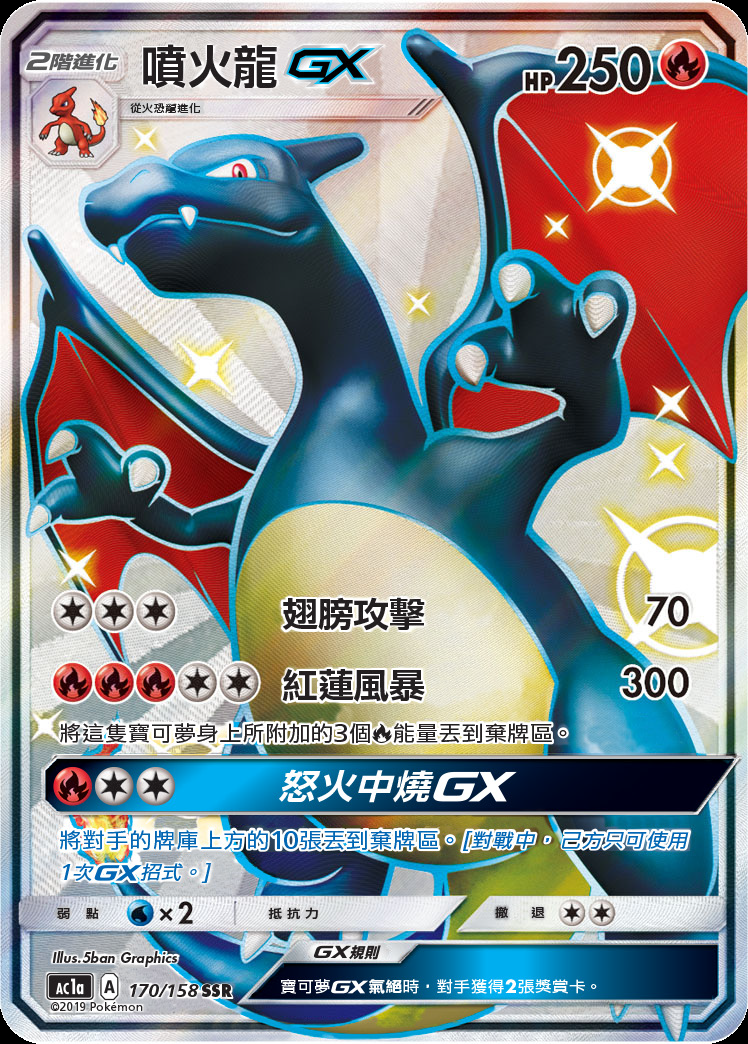 2階進化 噴火龍GX HP250
從火恐龍進化
翅膀攻擊 70
紅蓮風暴 300
將這隻寶可夢身上所附加的3個能量丟到棄牌區。
怒火中燒GX
將對手的牌庫上方的10張丟到棄牌區。[對戰中,己方只可使用
1次GX招式。]
弱點 ×2 抵抗力 撤退
Illus.5ban Graphics
GX規則
AC1a A 170/158 SSR
寶可夢GX氣絕時,對手獲得2張獎賞卡。
©2019 Pokémon